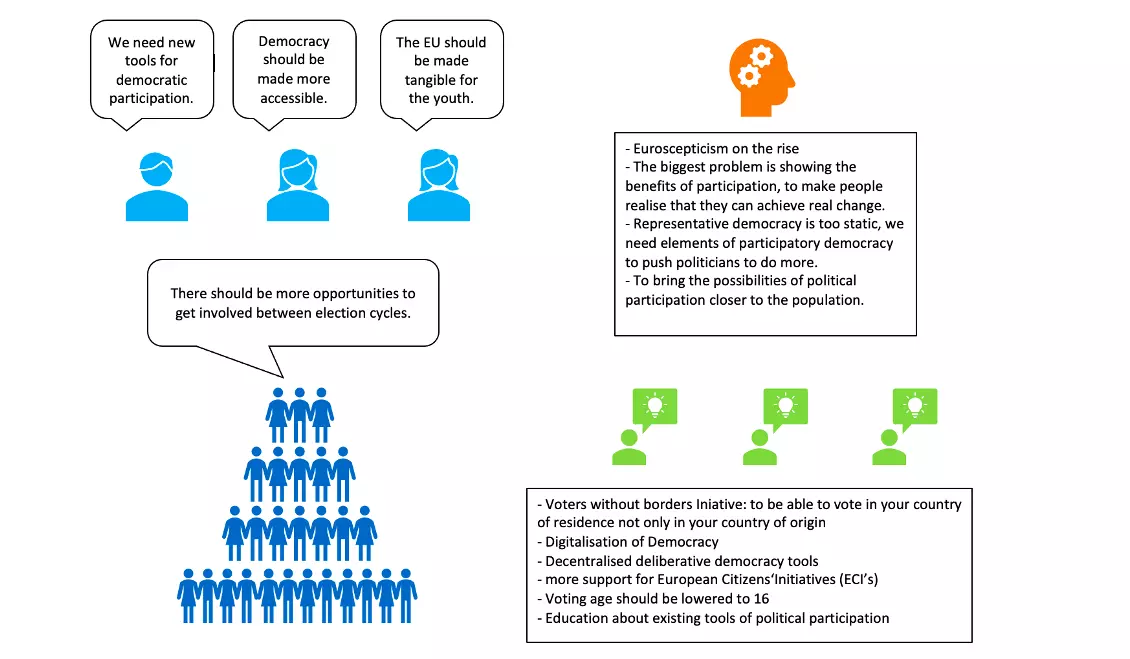 We need new
tools for
democratic
participation.
Democracy
should be
made more
accessible.
The EU should
be made
tangible for
the youth.
There should be more opportunities to
get involved between election cycles.
- Euroscepticism on the rise
- The biggest problem is showing the
benefits of participation, to make people
realise that they can achieve real change.
- Representative democracy is too static, we
need elements of participatory democracy
to push politicians to do more.
- To bring the possibilities of political
participation closer to the population.
- Voters without borders Iniative: to be able to vote in your country
of residence not only in your country of origin
- Digitalisation of Democracy
- Decentralised deliberative democracy tools
- more support for European Citizens‘Initiatives (ECI’s)
- Voting age should be lowered to 16
- Education about existing tools of political participation